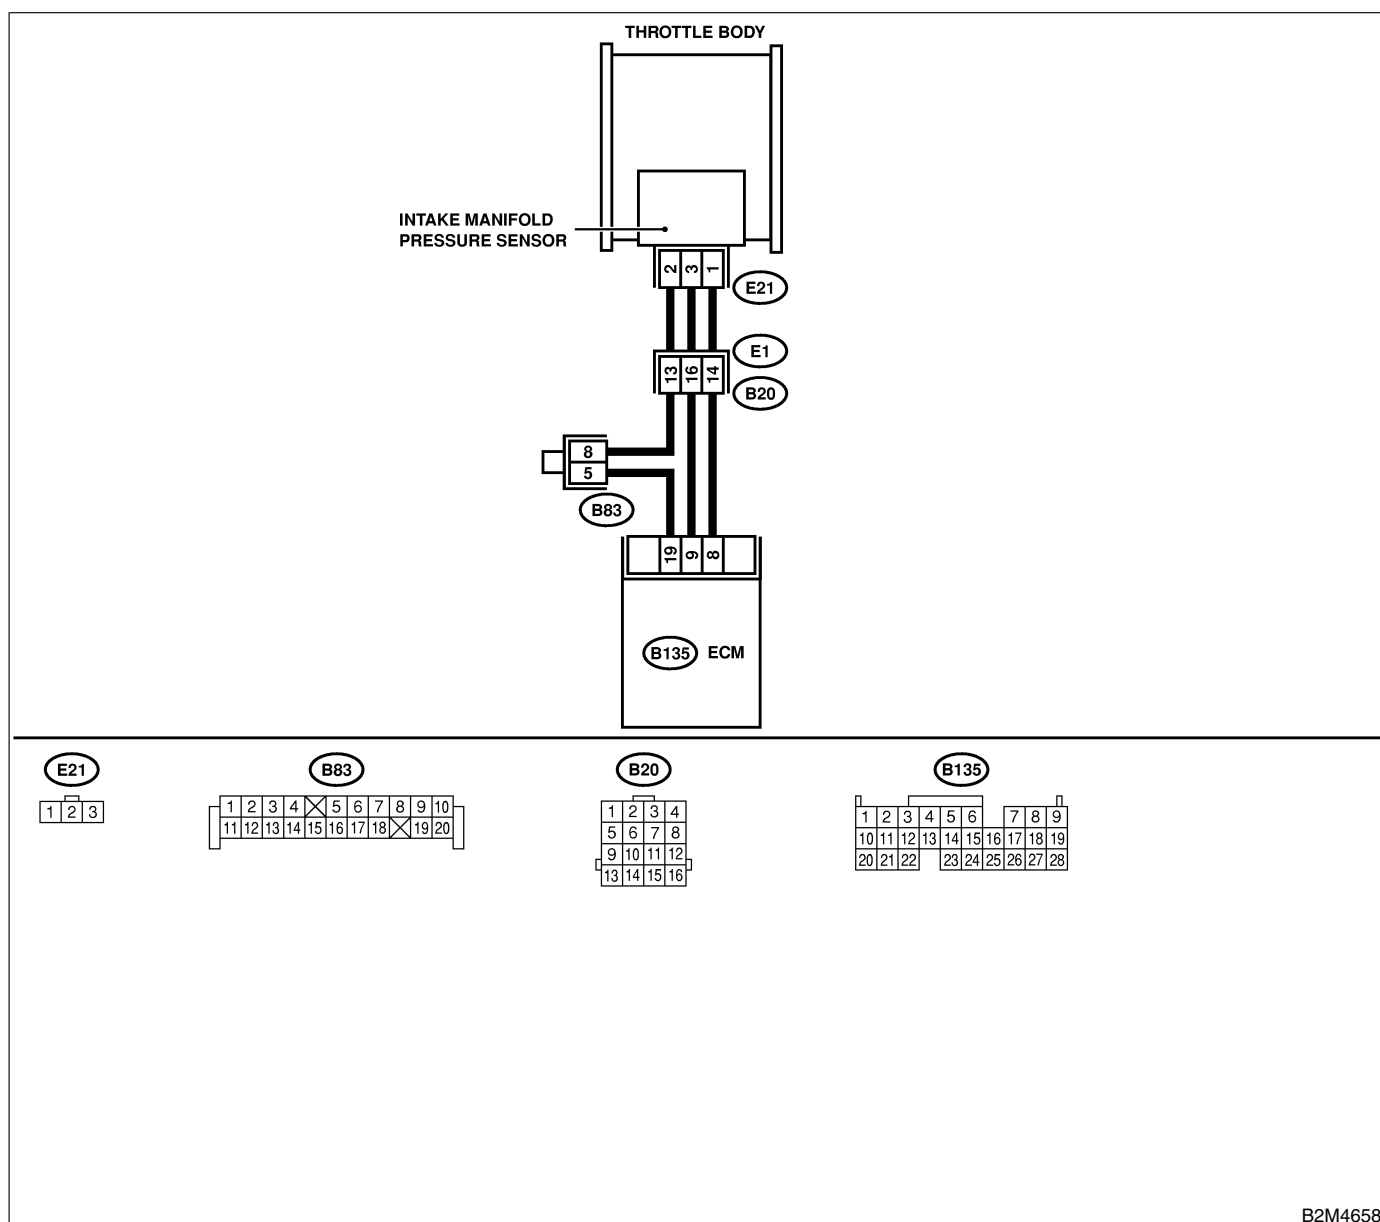 THROTTLE BODY
INTAKE MANIFOLD
PRESSURE SENSOR
2 3 1
E21
E1
13 16 14
B20
8
5
B83
19 9 8
B135 ECM
E21
1 2 3
B83
1 2 3 4 5 6 7 8 9 10
11 12 13 14 15 16 17 18 19 20
B20
1 2 3 4
5 6 7 8
9 10 11 12
13 14 15 16
B135
1 2 3 4 5 6 7 8 9
10 11 12 13 14 15 16 17 18 19
20 21 22 23 24 25 26 27 28
B2M4658